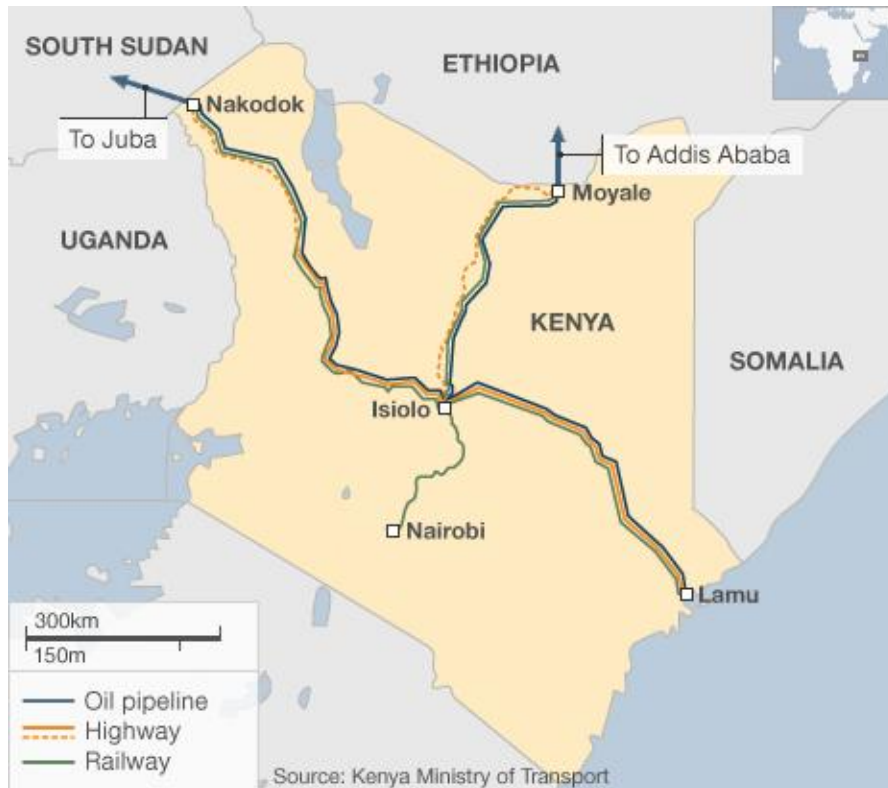 SOUTH SUDAN
ETHIOPIA
Nakodok
To Juba
To Addis Ababa
Moyale
UGANDA
KENYA
SOMALIA
Isiolo
Nairobi
Lamu
300km
150m
Oil pipeline
Highway
Railway
Source: Kenya Ministry of Transport